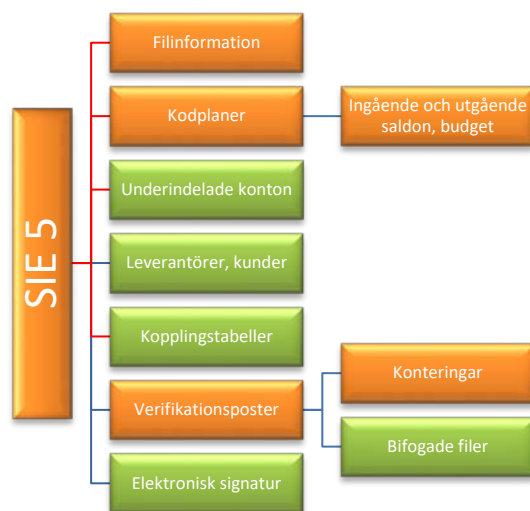 SIE 5
Filinformation
Kodplaner
Ingående och utgående
saldon, budget
Underindelade konton
Leverantörer, kunder
Kopplingstabeller
Verifikationsposter
Konteringar
Bifogade filer
Elektronisk signatur